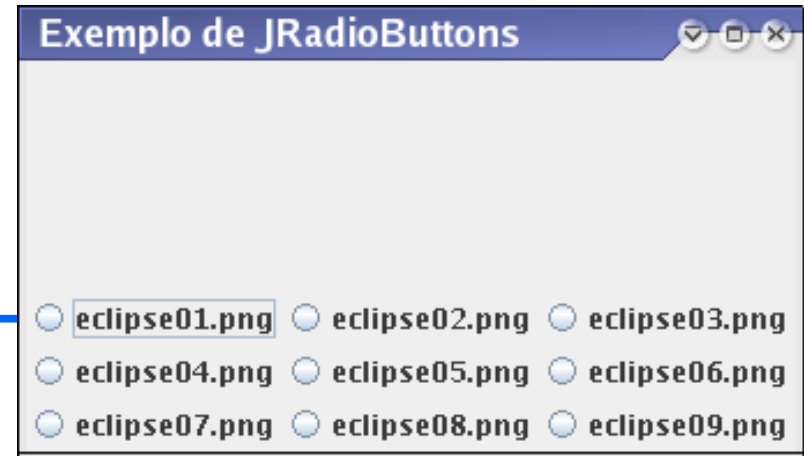 Exemplo de JRadioButtons
eclipse01.png eclipse02.png eclipse03.png
eclipse04.png eclipse05.png eclipse06.png
eclipse07.png eclipse08.png eclipse09.png